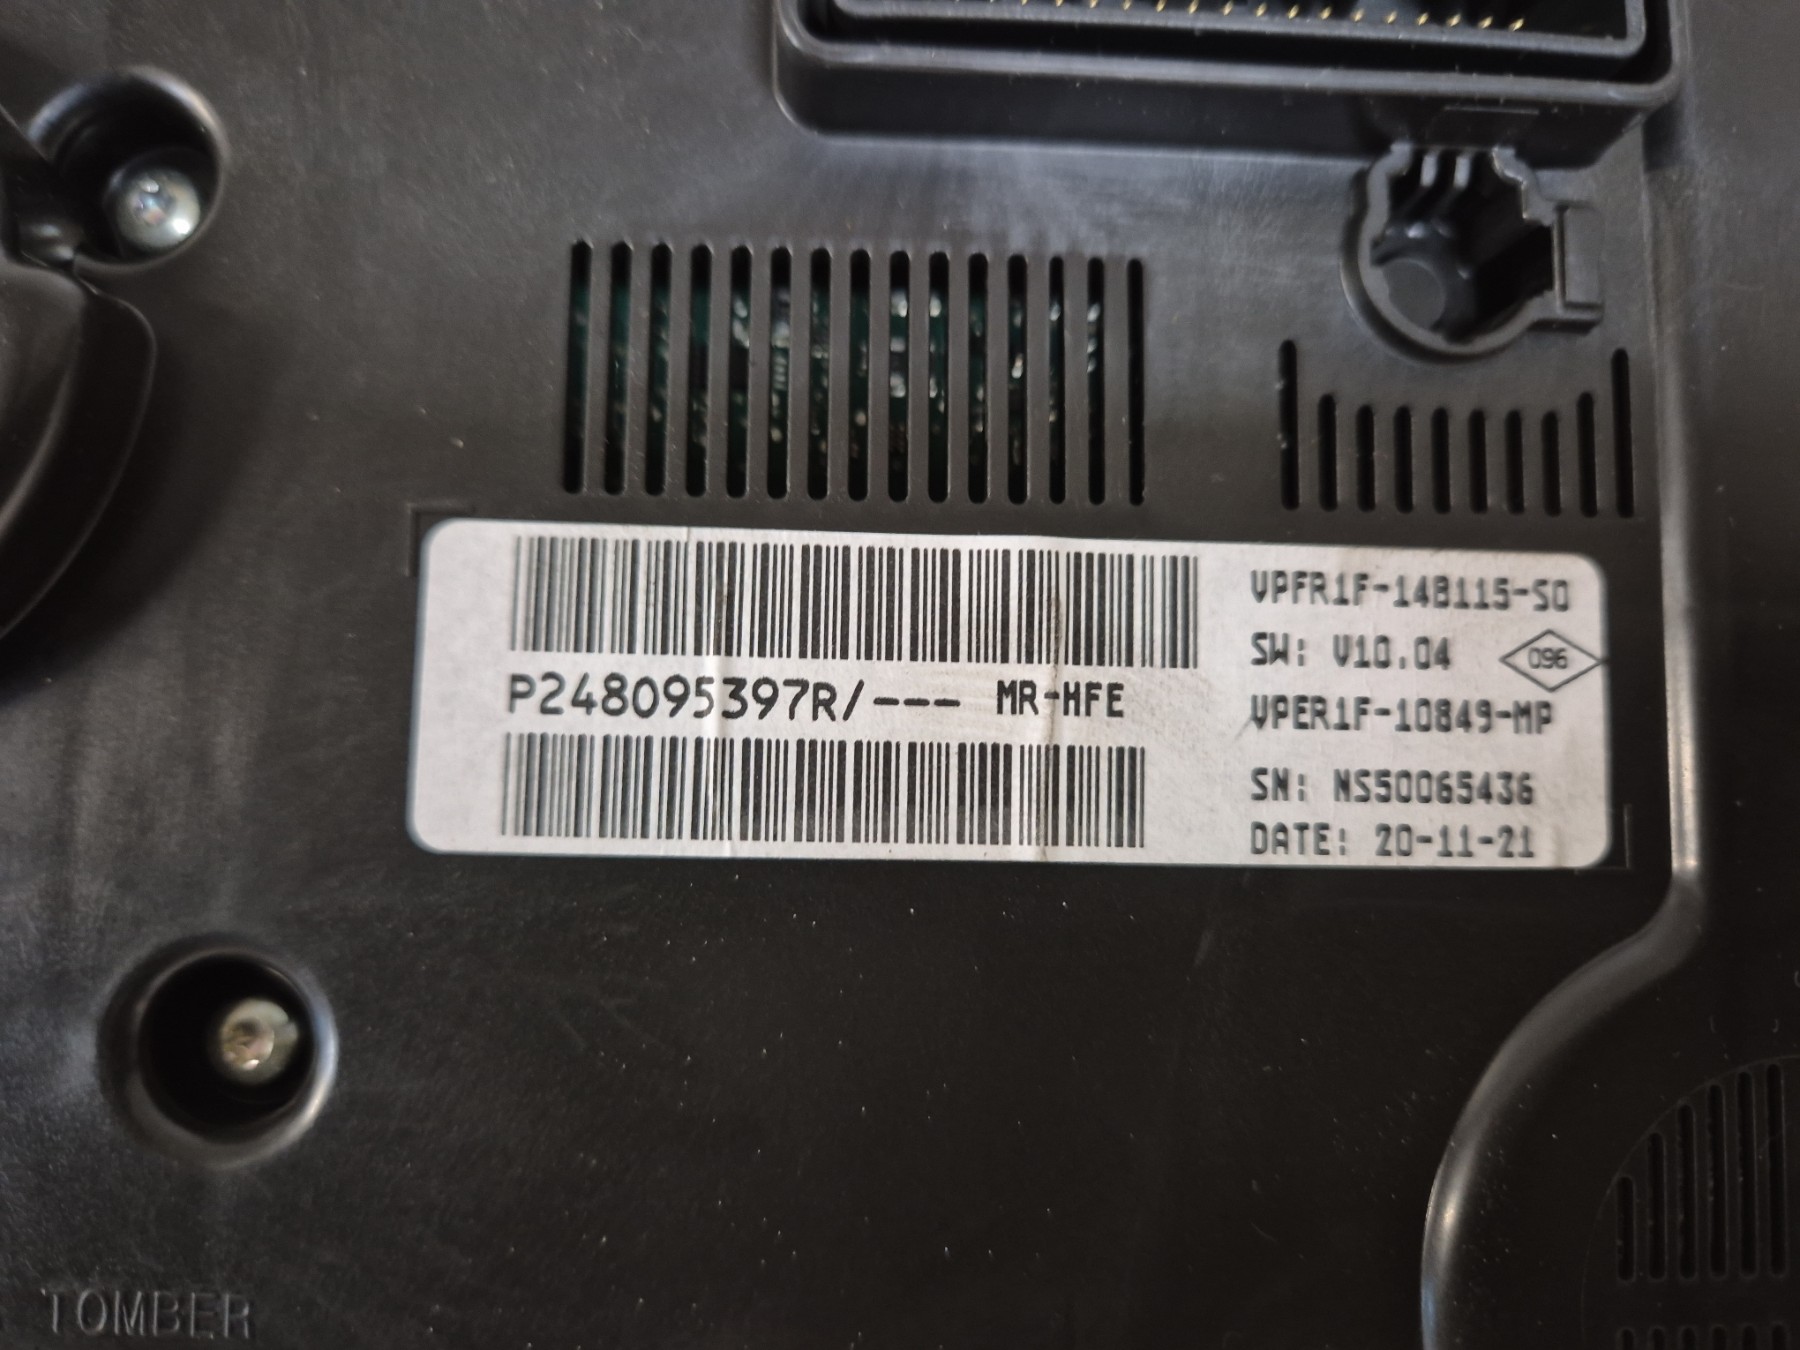 VPFR1F-14B115-SO
SW: V10.04
096
P248095397R/--- MR-HFE
VPER1F-10849-MP
SN: NS50065436
DATE: 20-11-21
TOMBER